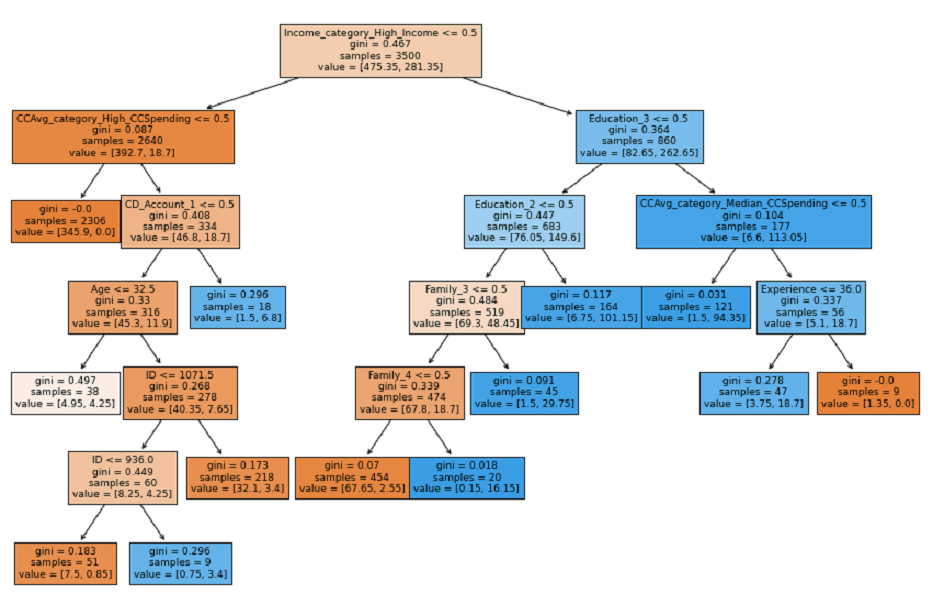 Income_category_High_Income <= 0.5
gini = 0.467
samples = 3500
value = [475.35, 281.35]
CCAvg_category_High_CCSpending <= 0.5
gini = 0.087
samples = 2640
value = [392.7, 18.7]
Education_3 <= 0.5
gini = 0.364
samples = 860
value = [82.65, 262.65]
gini = -0.0
samples = 2306
value = [345.9, 0.0]
CD_Account_1 <= 0.5
gini = 0.408
samples = 334
value = [46.8, 18.7]
Education_2 <= 0.5
gini = 0.447
samples = 683
value = [76.05, 149.6]
CCAvg_category_Median_CCSpending <= 0.5
gini = 0.104
samples = 177
value = [6.6, 113.05]
Age <= 32.5
gini = 0.33
samples = 316
value = [45.3, 11.9]
gini = 0.296
samples = 18
value = [1.5, 6.8]
Family_3 <= 0.5
gini = 0.484
samples = 519
value = [69.3, 48.45]
gini = 0.117
samples = 164
value = [6.75, 101.15]
gini = 0.031
samples = 121
value = [1.5, 94.35]
Experience <= 36.0
gini = 0.337
samples = 56
value = [5.1, 18.7]
gini = 0.497
samples = 38
value = [4.95, 4.25]
ID <= 1071.5
gini = 0.268
samples = 278
value = [40.35, 7.65]
Family_4 <= 0.5
gini = 0.339
samples = 474
value = [67.8, 18.7]
gini = 0.091
samples = 45
value = [1.5, 29.75]
gini = 0.278
samples = 47
value = [3.75, 18.7]
gini = -0.0
samples = 9
value = [1.35, 0.0]
ID <= 936.0
gini = 0.449
samples = 60
value = [8.25, 4.25]
gini = 0.173
samples = 218
value = [32.1, 3.4]
gini = 0.07
samples = 454
value = [67.65, 2.55]
gini = 0.018
samples = 20
value = [0.15, 16.15]
gini = 0.183
samples = 51
value = [7.5, 0.85]
gini = 0.296
samples = 9
value = [0.75, 3.4]